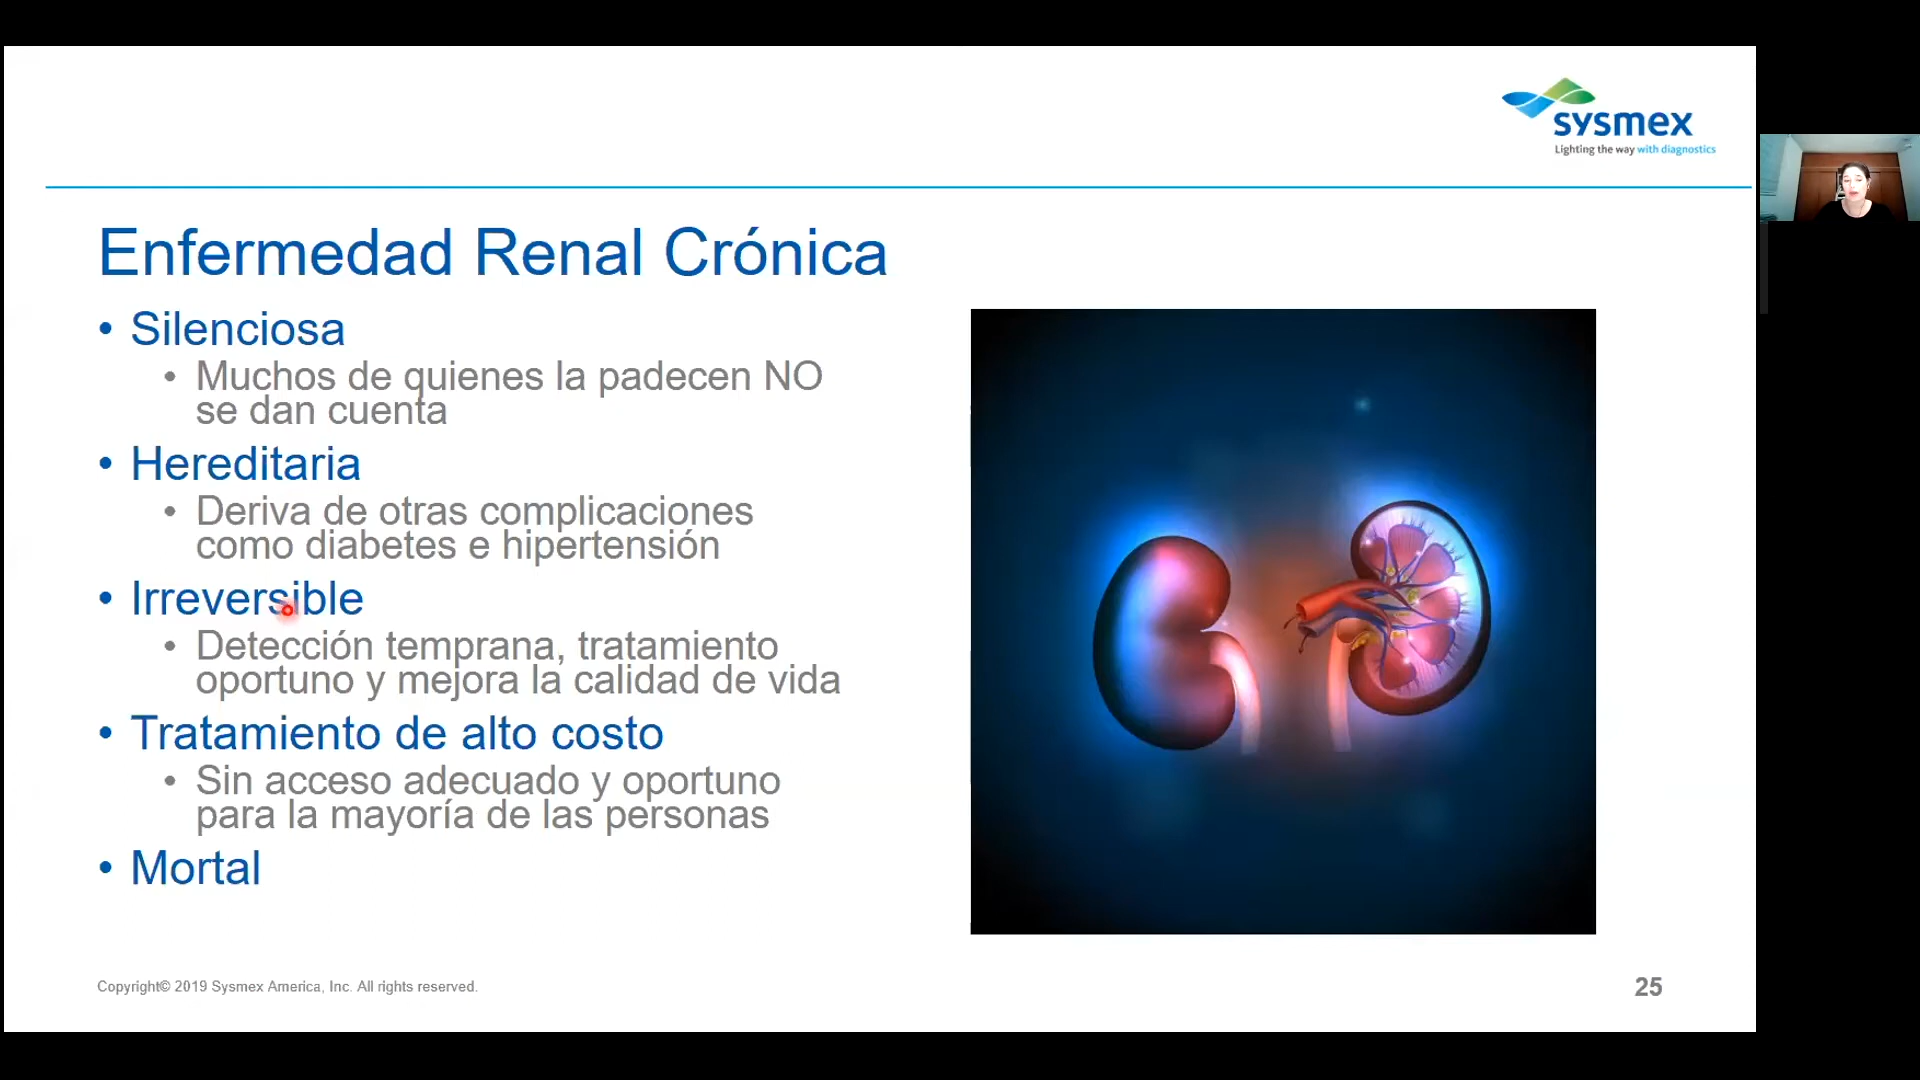 sysmex
Lighting the way with diagnostics
Enfermedad Renal Crónica
• Silenciosa
• Muchos de quienes la padecen NO
se dan cuenta
• Hereditaria
• Deriva de otras complicaciones
como diabetes e hipertensión
• Irreversible
• Detección temprana, tratamiento
oportuno y mejora la calidad de vida
• Tratamiento de alto costo
• Sin acceso adecuado y oportuno
para la mayoría de las personas
• Mortal
Copyright© 2019 Sysmex America, Inc. All rights reserved.
25